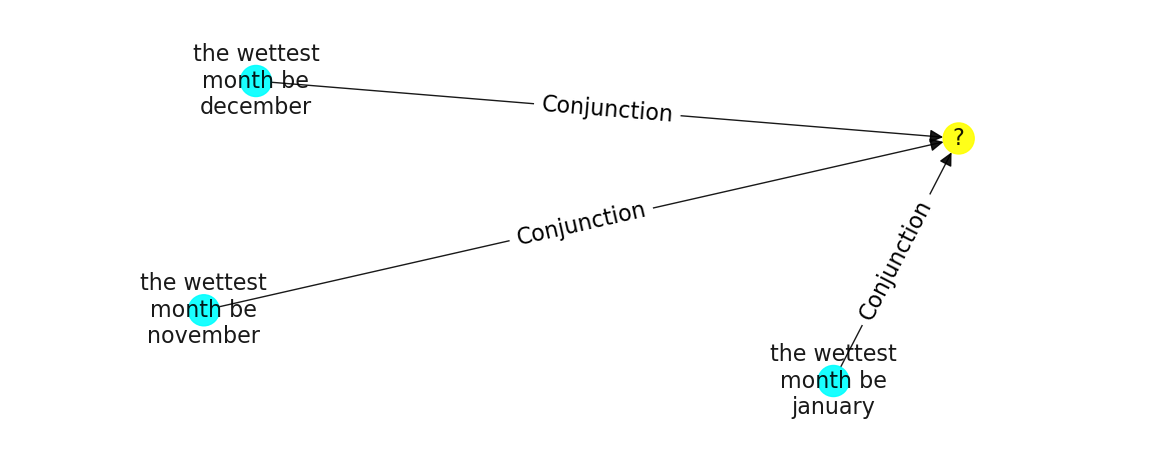 the wettest
month be
december
Conjunction
?
Conjunction
the wettest
month be
november
Conjunction
the wettest
month be
january